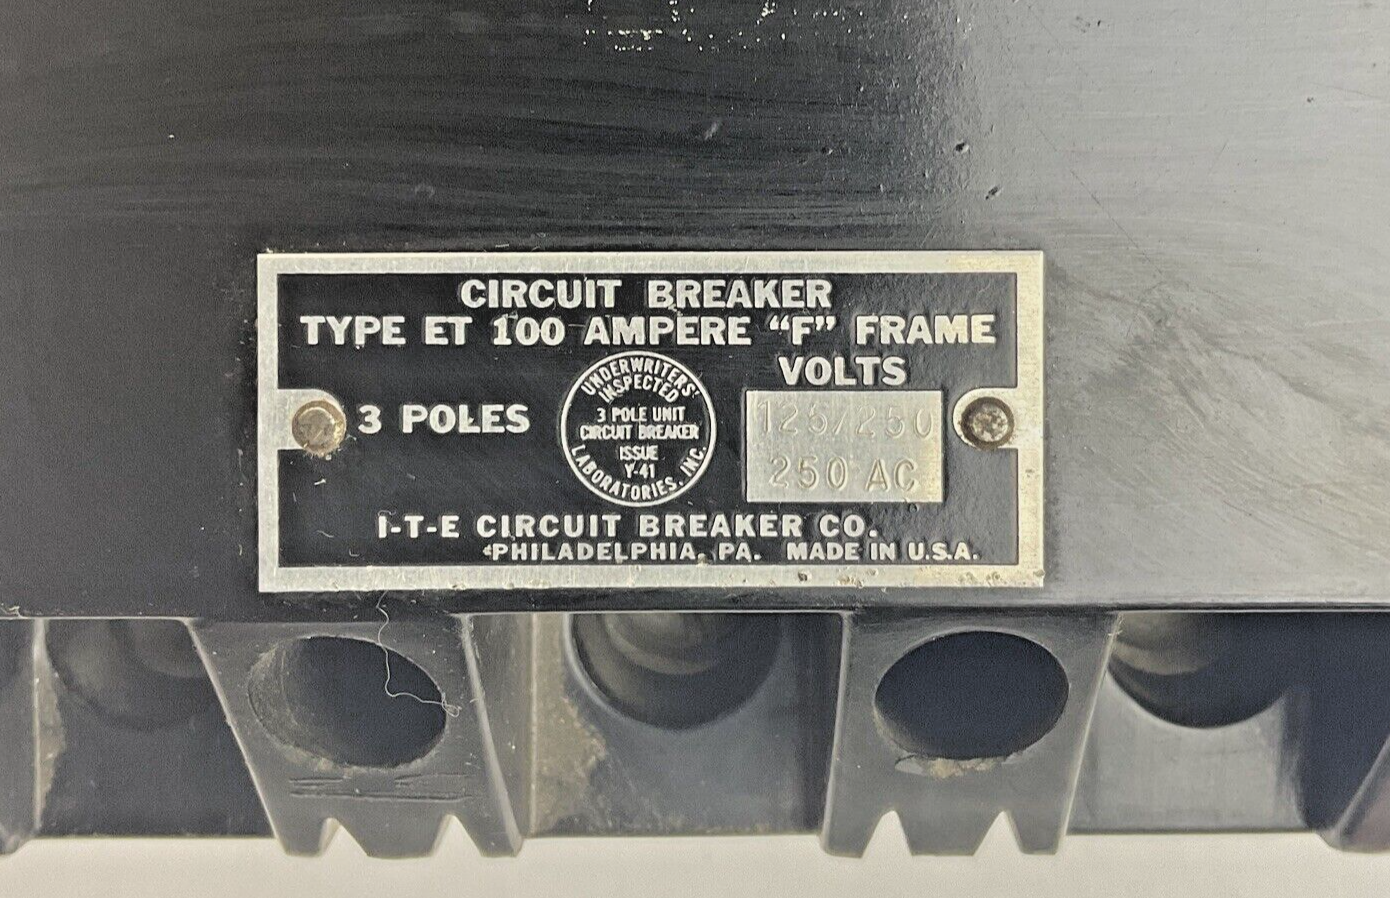 CIRCUIT BREAKER
TYPE ET 100 AMPERE “F” FRAME
VOLTS
3 POLES
UNDERWRITERS'
INSPECTED
3 POLE UNIT
CIRCUIT BREAKER
ISSUE
Y-41
LABORATORIES, INC.
125/250
250 AC
I-T-E CIRCUIT BREAKER CO.
PHILADELPHIA, PA. MADE IN U.S.A.